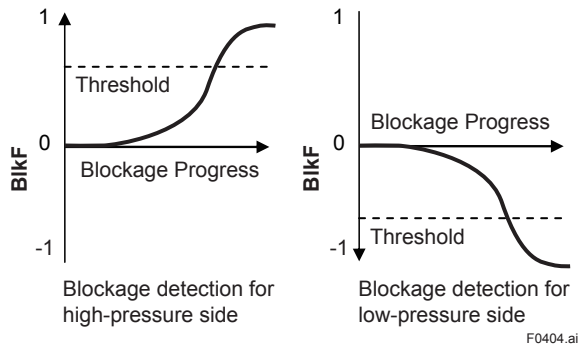 1
Threshold
0
BlkF
Blockage Progress
-1
Blockage detection for
high-pressure side
1
Blockage Progress
0
BlkF
Threshold
-1
Blockage detection for
low-pressure side
F0404.ai